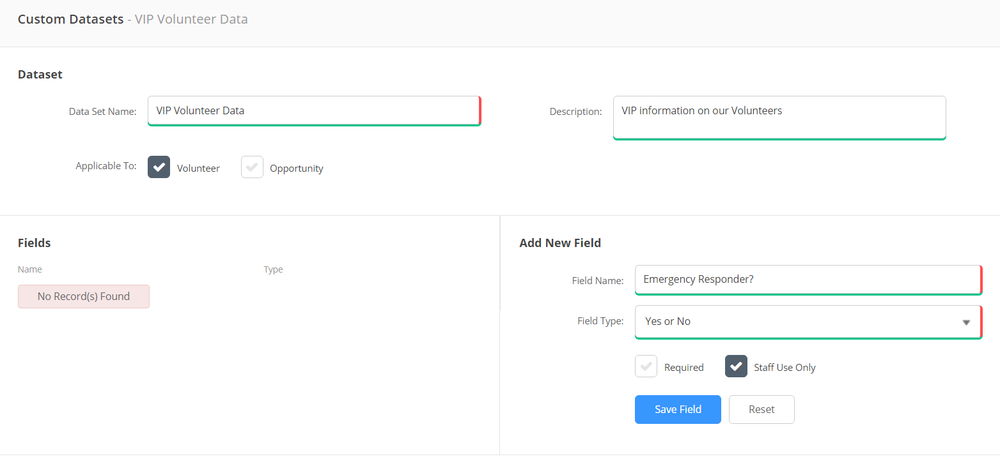 Custom Datasets - VIP Volunteer Data
Dataset
Data Set Name: VIP Volunteer Data
Description: VIP information on our Volunteers
Applicable To: Volunteer Opportunity
Fields
Name Type
No Record(s) Found
Add New Field
Field Name: Emergency Responder?
Field Type: Yes or No
Required Staff Use Only
Save Field Reset